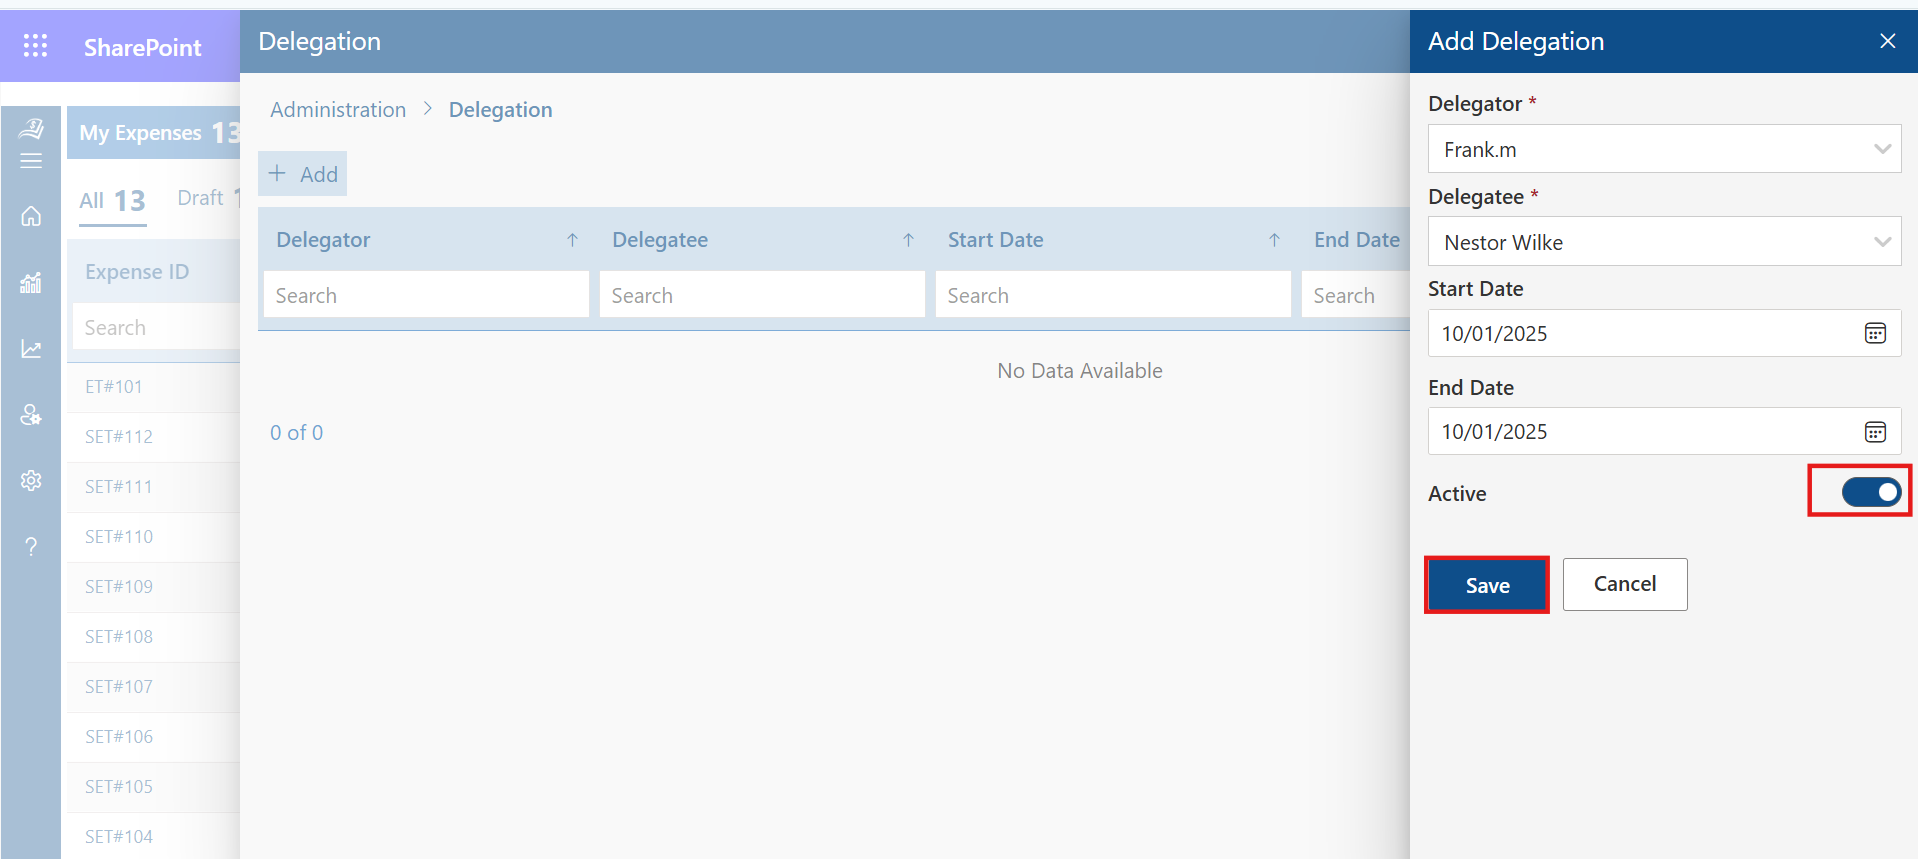 SharePoint
My Expenses 13
All 13 Draft
Expense ID
Search
ET#101
SET#112
SET#111
SET#110
SET#109
SET#108
SET#107
SET#106
SET#105
SET#104
?
Delegation
Administration > Delegation
+ Add
Delegator Delegatee Start Date End Date
Search Search Search Search
No Data Available
0 of 0
Add Delegation
Delegator *
Frank.m
Delegatee *
Nestor Wilke
Start Date
10/01/2025
End Date
10/01/2025
Active
Save Cancel